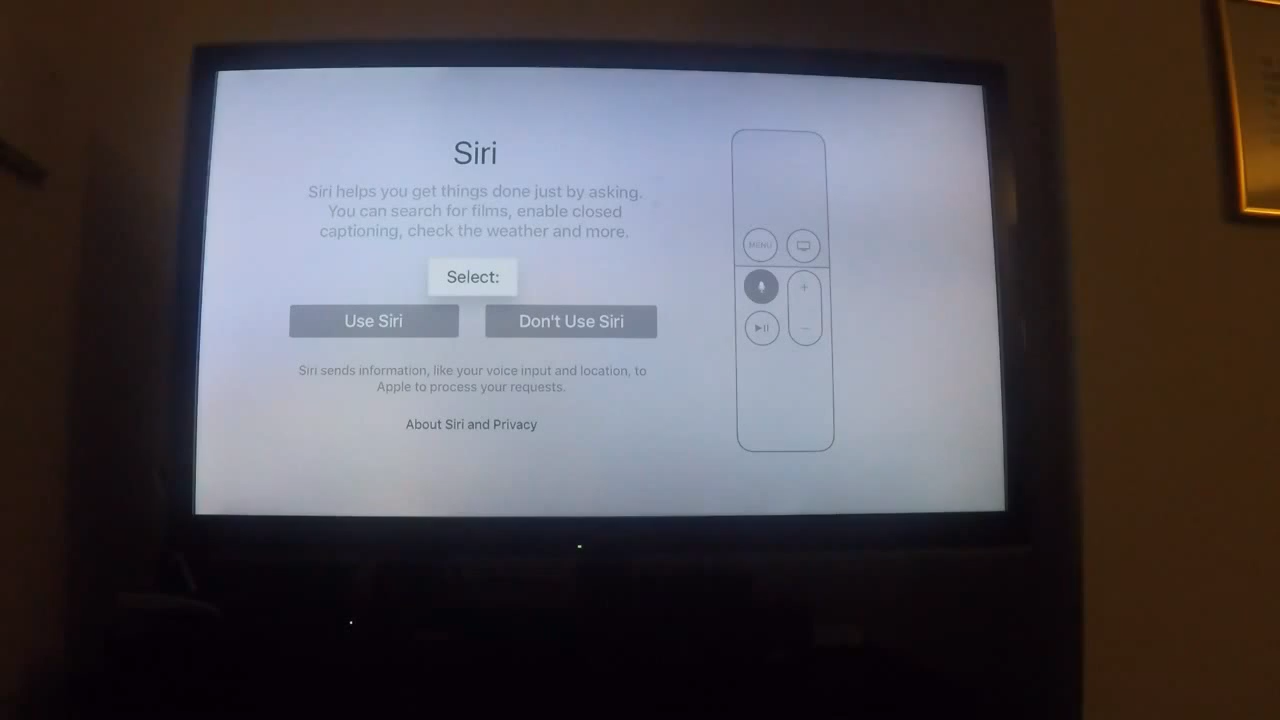 Siri
Siri helps you get things done just by asking.
You can search for films, enable closed
captioning, check the weather and more.
Select:
Use Siri
Don't Use Siri
Siri sends information, like your voice input and location, to
Apple to process your requests.
About Siri and Privacy
MENU